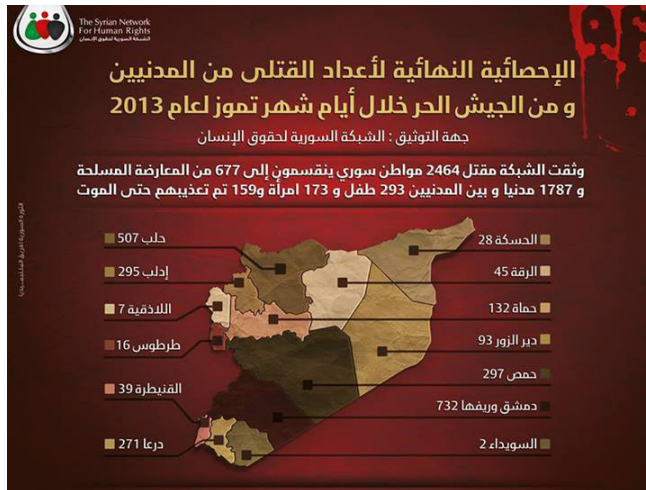 The Syrian Network
For Human Rights
الشبكة السورية لحقوق الإنسان
الإحصائية النهائية لأعداد القتلى من المدنيين
و من الجيش الحر خلال أيام شهر تموز لعام 2013
جهة التوثيق : الشبكة السورية لحقوق الإنسان
وثقت الشبكة مقتل 2464 مواطن سوري ينقسمون إلى 677 من المعارضة المسلحة
و 1787 مدنيا و بين المدنيين 293 طفل و 173 امرأة و159 تم تعذيبهم حتى الموت
الحسكة 28
الرقة 45
حماة 132
دير الزور 93
حمص 297
دمشق وريفها 732
السويداء 2
حلب 507
إدلب 295
اللاذقية 7
طرطوس 16
القنيطرة 39
درعا 271
الثورة السورية